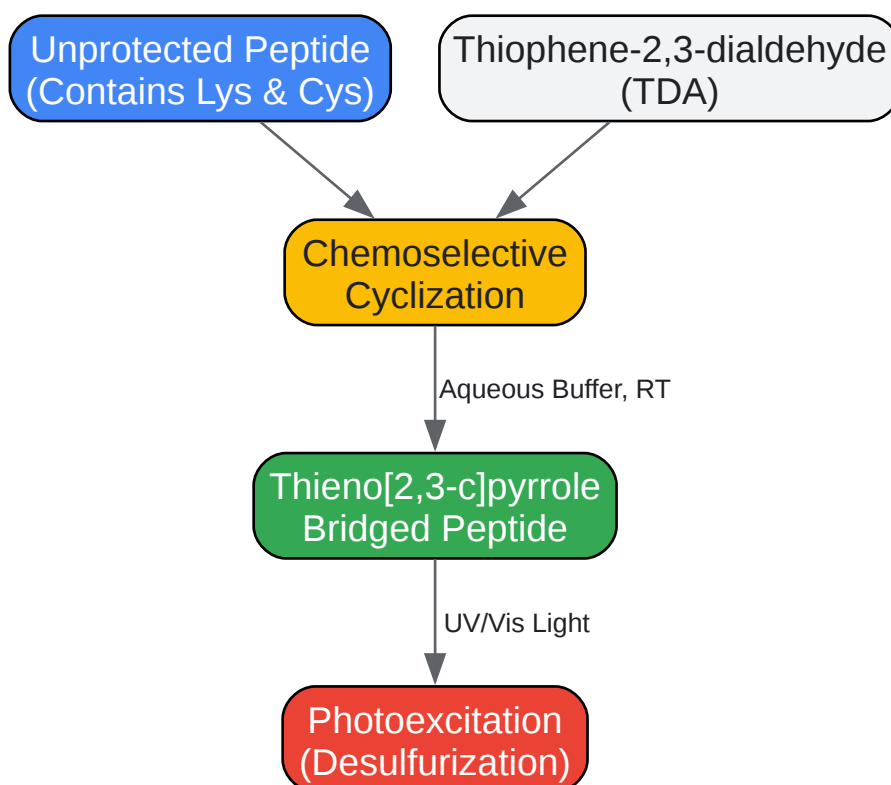 Unprotected Peptide
(Contains Lys & Cys)
Thiophene-2,3-dialdehyde
(TDA)
Chemoselective
Cyclization
Aqueous Buffer, RT
Thieno[2,3-c]pyrrole
Bridged Peptide
UV/Vis Light
Photoexcitation
(Desulfurization)